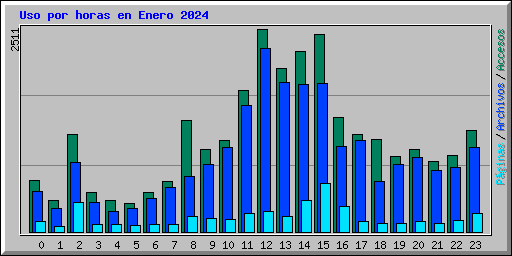 Uso por horas en Enero 2024
2511
Páginas / Archivos / Accesos
0 1 2 3 4 5 6 7 8 9 10 11 12 13 14 15 16 17 18 19 20 21 22 23